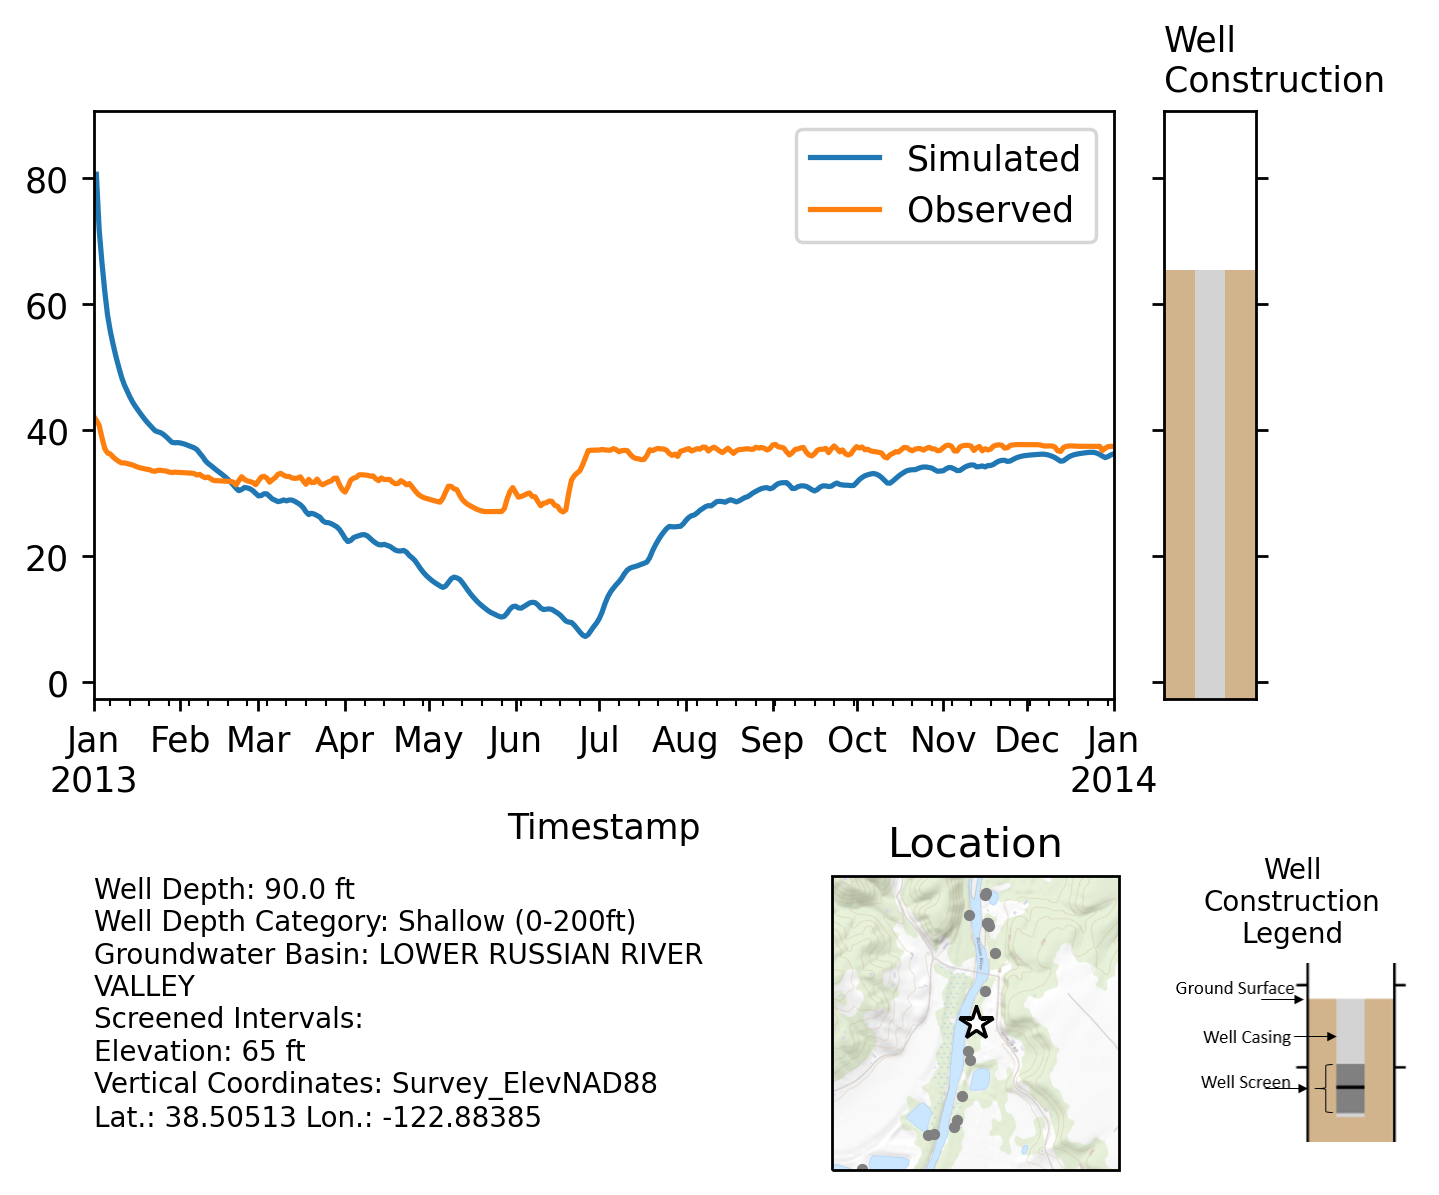 Well
Construction
Simulated
Observed
80
60
40
20
0
Jan Feb Mar Apr May Jun Jul Aug Sep Oct Nov Dec Jan
2013 2014
Timestamp
Well Depth: 90.0 ft
Well Depth Category: Shallow (0-200ft)
Groundwater Basin: LOWER RUSSIAN RIVER
VALLEY
Screened Intervals:
Elevation: 65 ft
Vertical Coordinates: Survey_ElevNAD88
Lat.: 38.50513 Lon.: -122.88385
Location
Well
Construction
Legend
Ground Surface
Well Casing
Well Screen